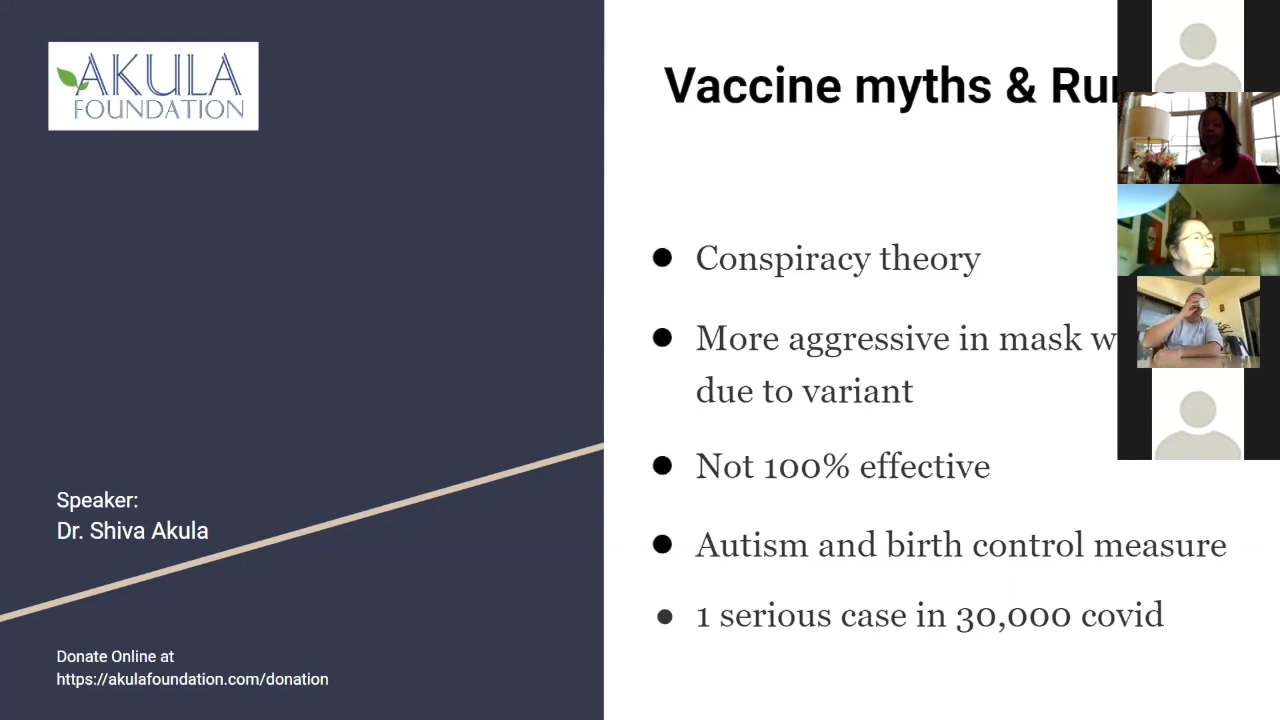 AKULA
FOUNDATION
Vaccine myths &
Conspiracy theory
More aggressive in mask
due to variant
Not 100% effective
Autism and birth control measure
1 serious case in 30,000 covid
Speaker:
Dr. Shiva Akula
Donate Online at
https://akulafoundation.com/donation